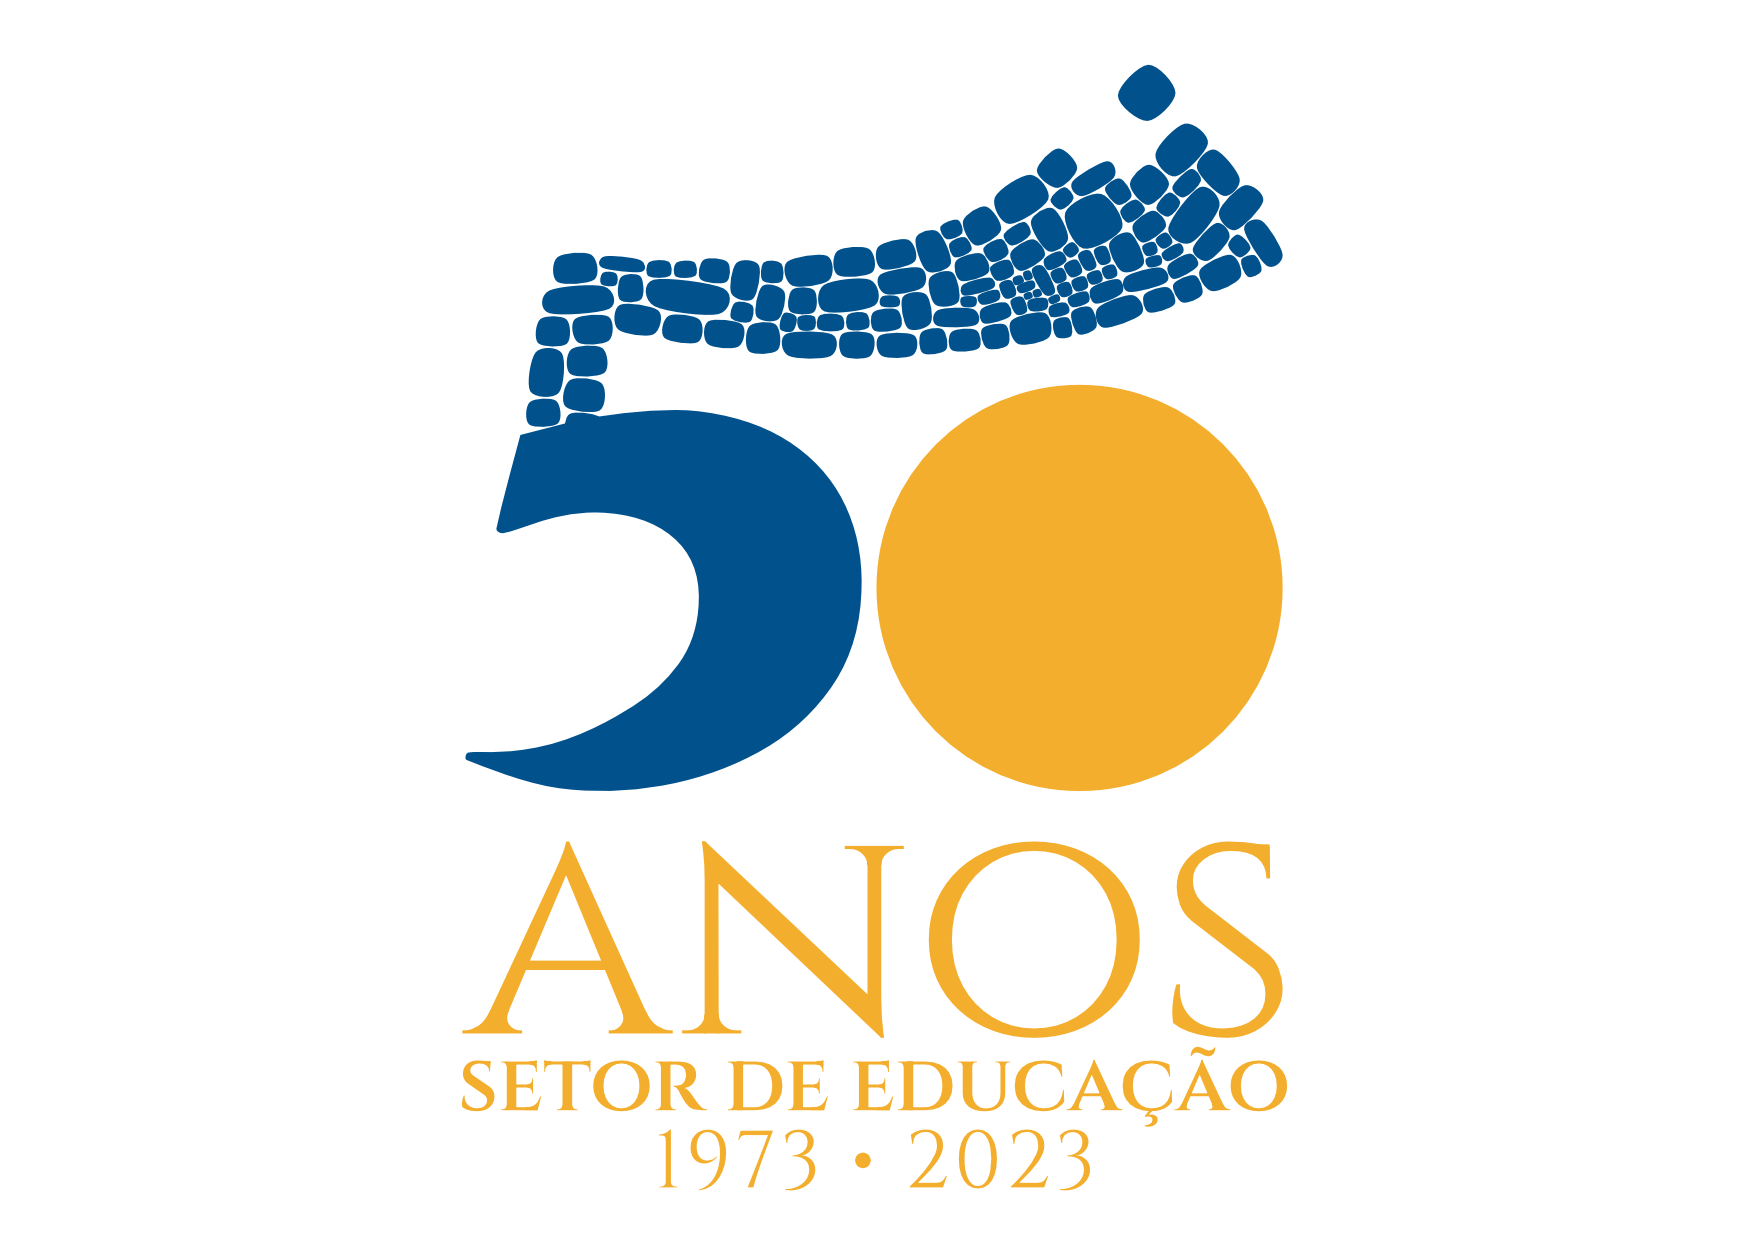 50
ANOS
SETOR DE EDUCAÇÃO
1973 • 2023